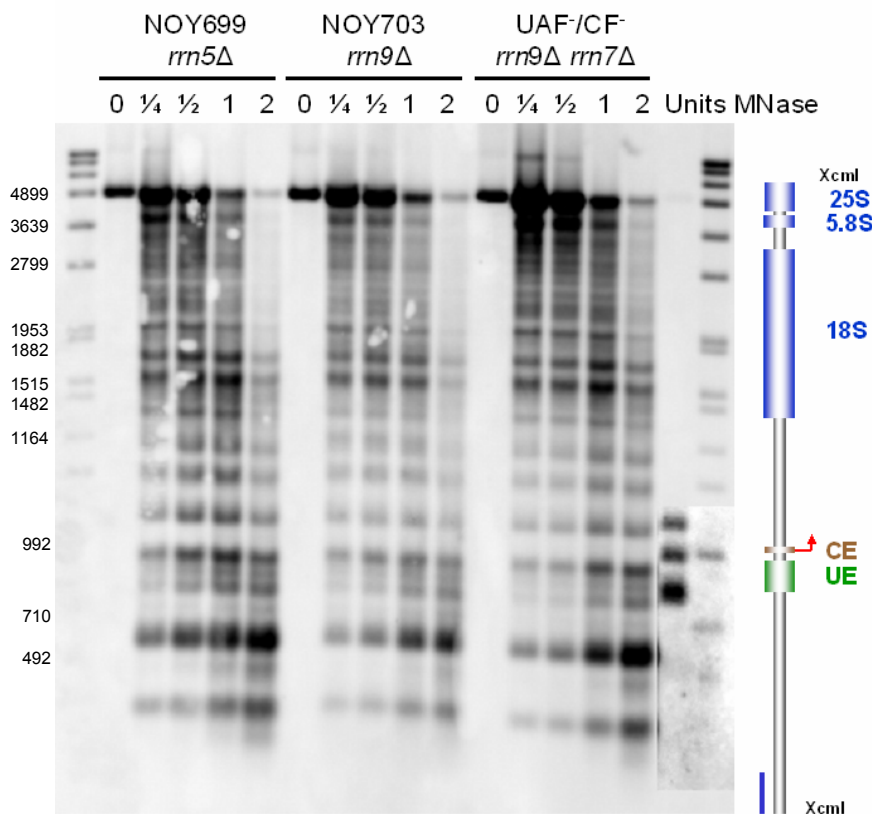 NOY699 NOY703 UAF⁻/CF⁻
rrn5Δ rrn9Δ rrn9Δ rrn7Δ
0 ¼ ½ 1 2 0 ¼ ½ 1 2 0 ¼ ½ 1 2 Units MNase
XcmI
4899
25S
3639
5.8S
2799
1953
18S
1882
1515
1482
1164
992
CE
UE
710
492
XcmI